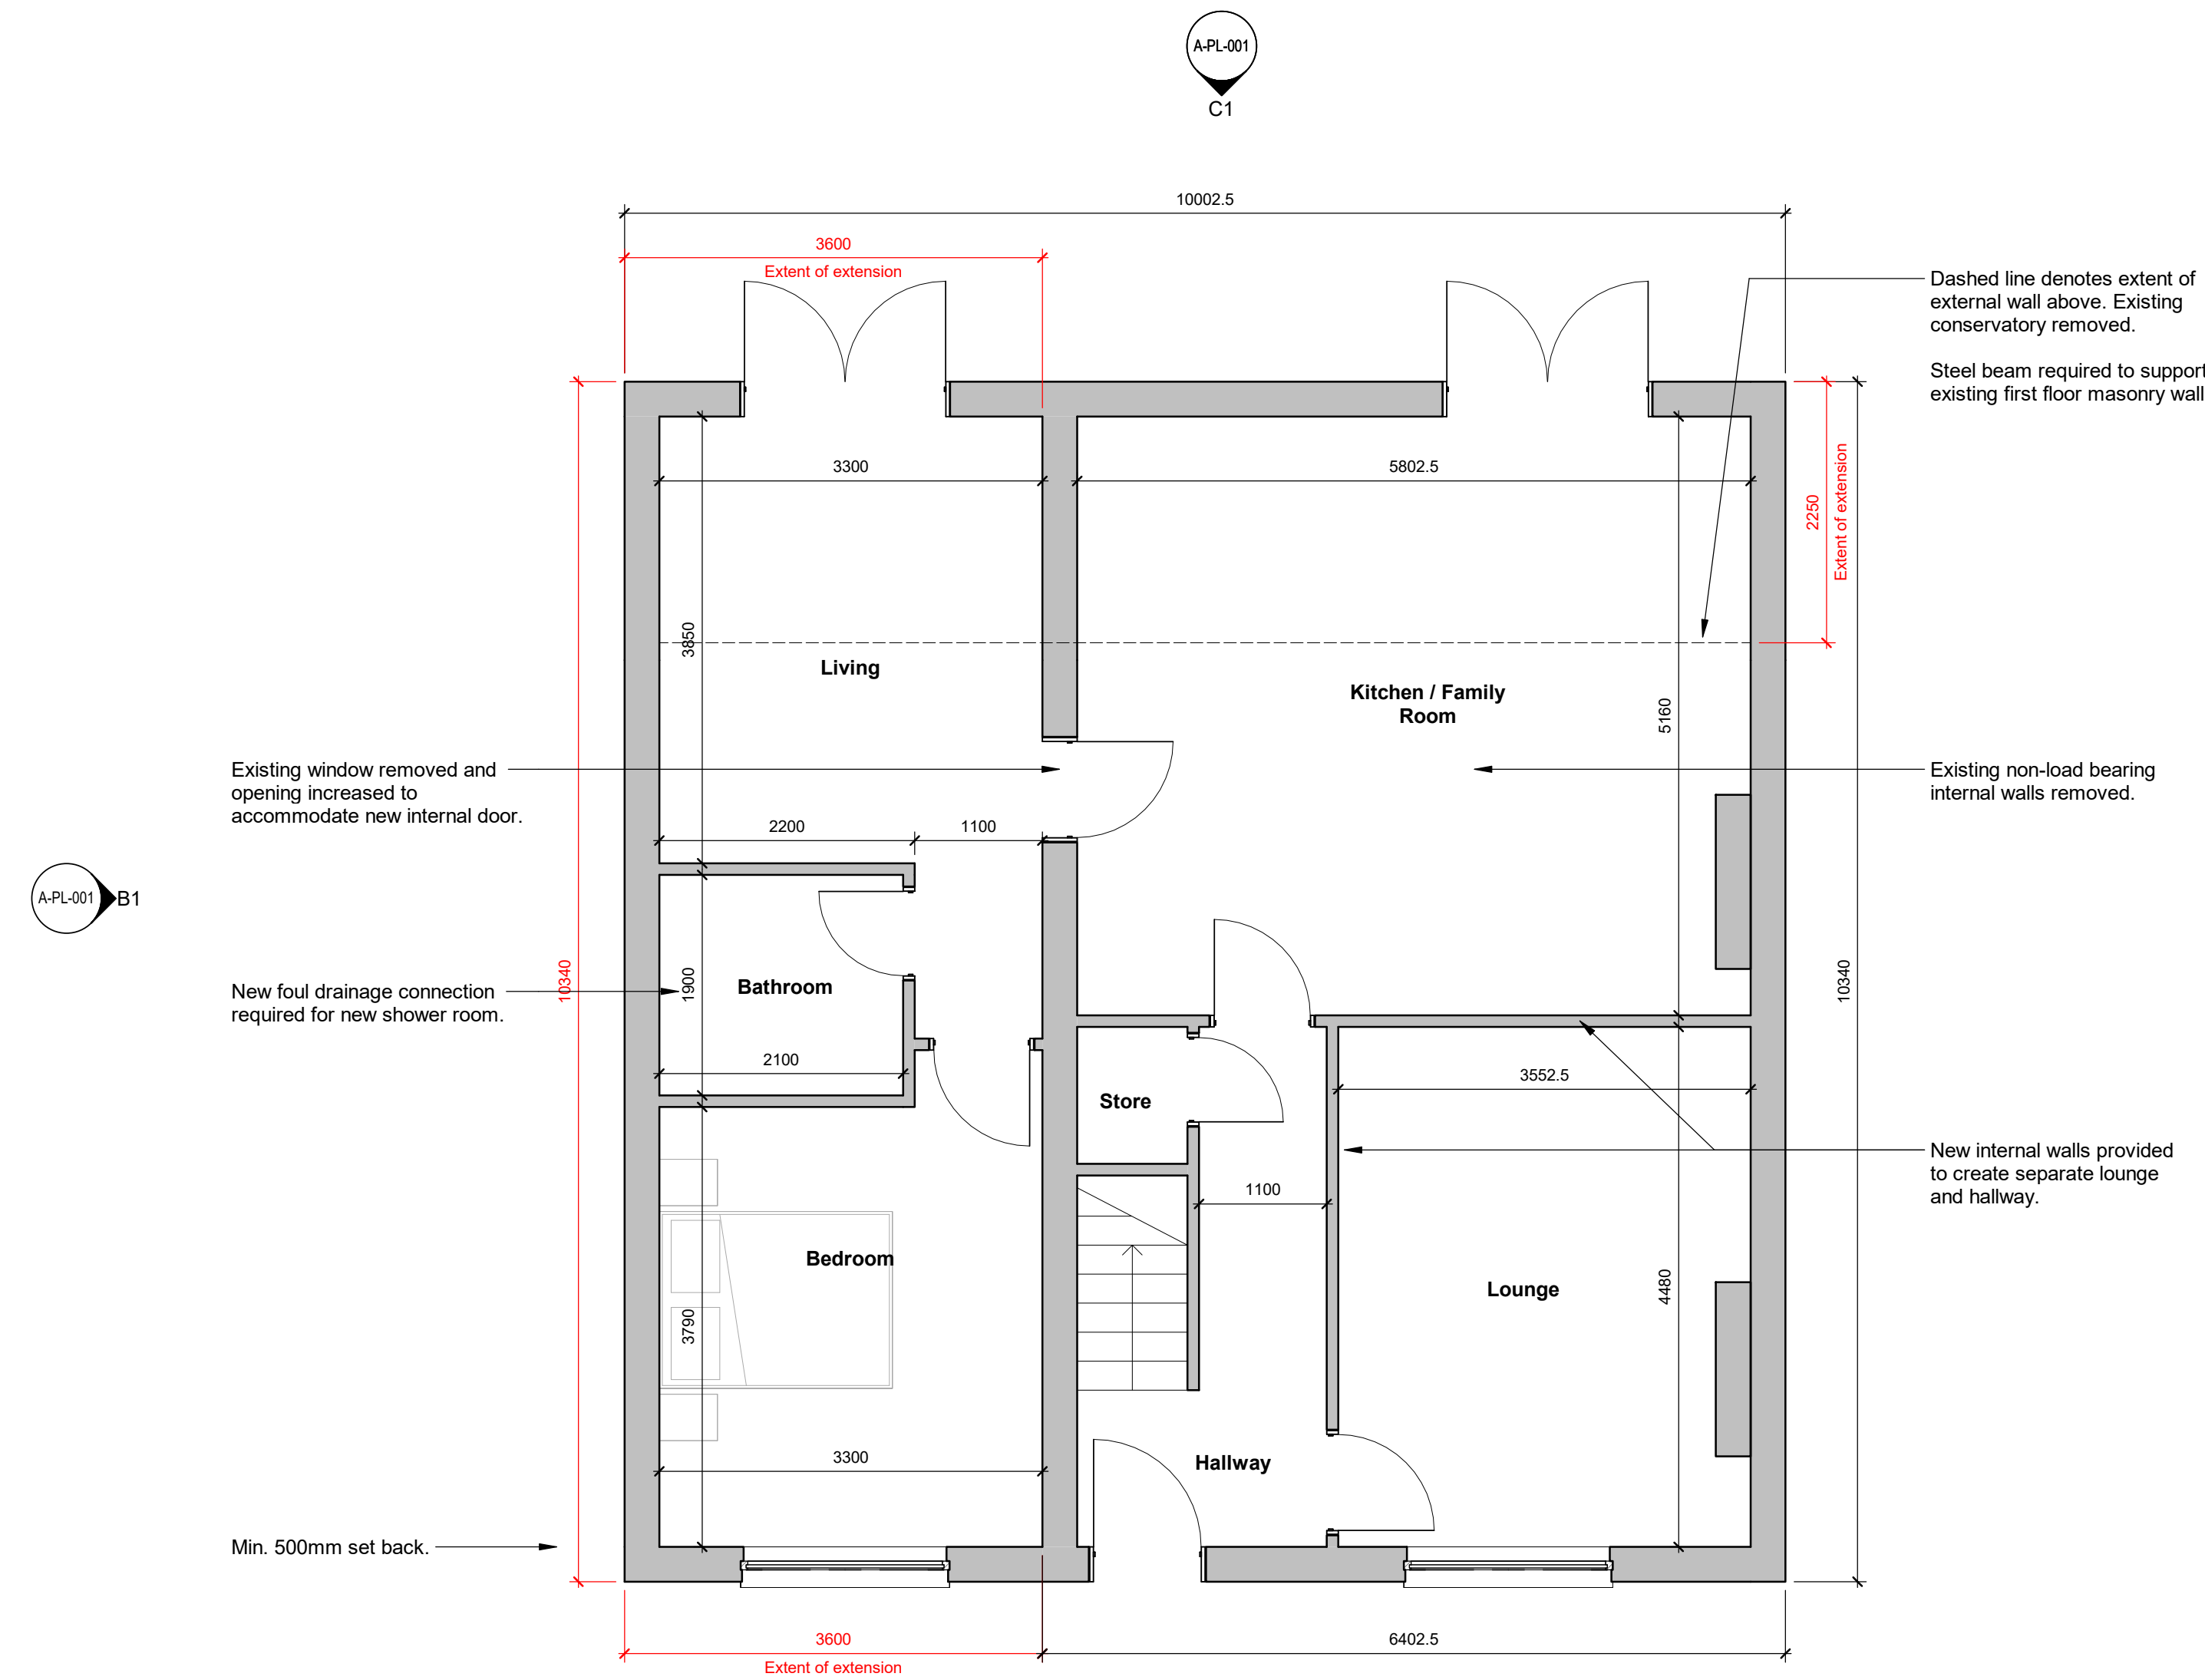 A-PL-001
C1
10002.5
3600
Extent of extension
Dashed line denotes extent of
external wall above. Existing
conservatory removed.
Steel beam required to support
existing first floor masonry wall
3300
5802.5
2250
Extent of extension
3850
Living
Kitchen / Family
Room
5160
Existing window removed and
opening increased to
accommodate new internal door.
Existing non-load bearing
internal walls removed.
2200
1100
A-PL-001
B1
10340
Bathroom
1900
New foul drainage connection
required for new shower room.
10340
2100
3552.5
Store
New internal walls provided
to create separate lounge
and hallway.
1100
Bedroom
Lounge
4480
3790
3300
Hallway
Min. 500mm set back.
3600
Extent of extension
6402.5